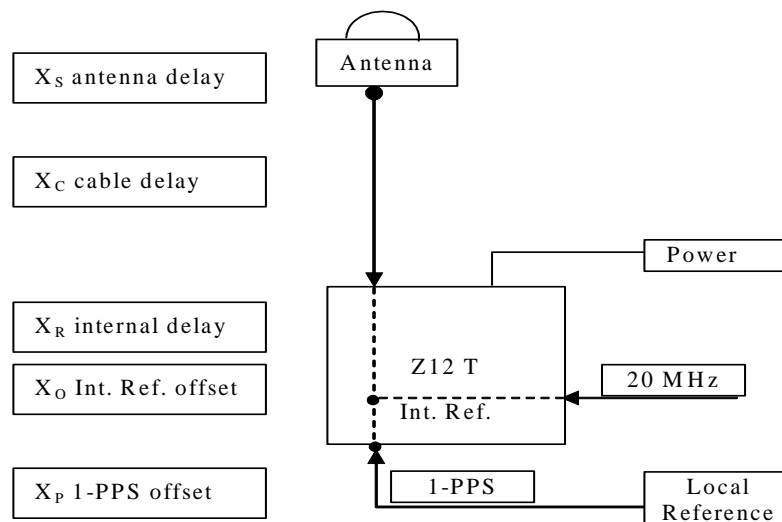 Antenna
X_S antenna delay
X_C cable delay
Power
X_R internal delay
Z12 T
X_O Int. Ref. offset
20 MHz
Int. Ref.
X_P 1-PPS offset
1-PPS
Local
Reference